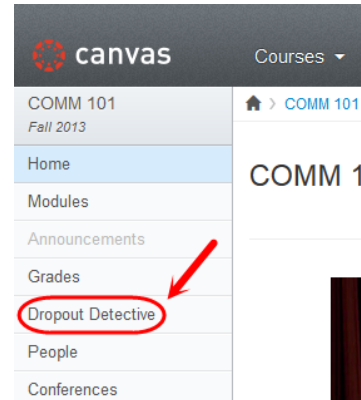 canvas
Courses
COMM 101
Fall 2013
> COMM 101
Home
COMM 1
Modules
Announcements
Grades
Dropout Detective
People
Conferences